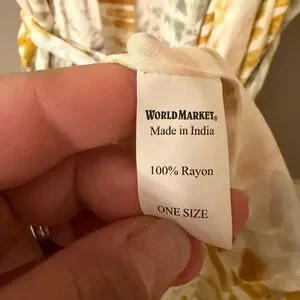 WORLD MARKET®
Made in India
100% Rayon
ONE SIZE